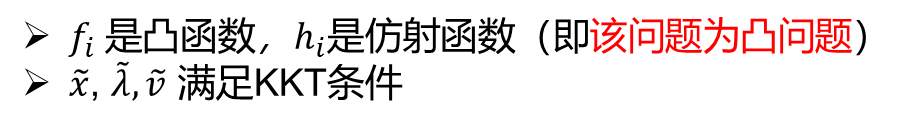 ➢ 𝑓ᵢ 是凸函数，ℎᵢ是仿射函数（即该问题为凸问题）
➢ x̃, λ̃, ṽ 满足KKT条件